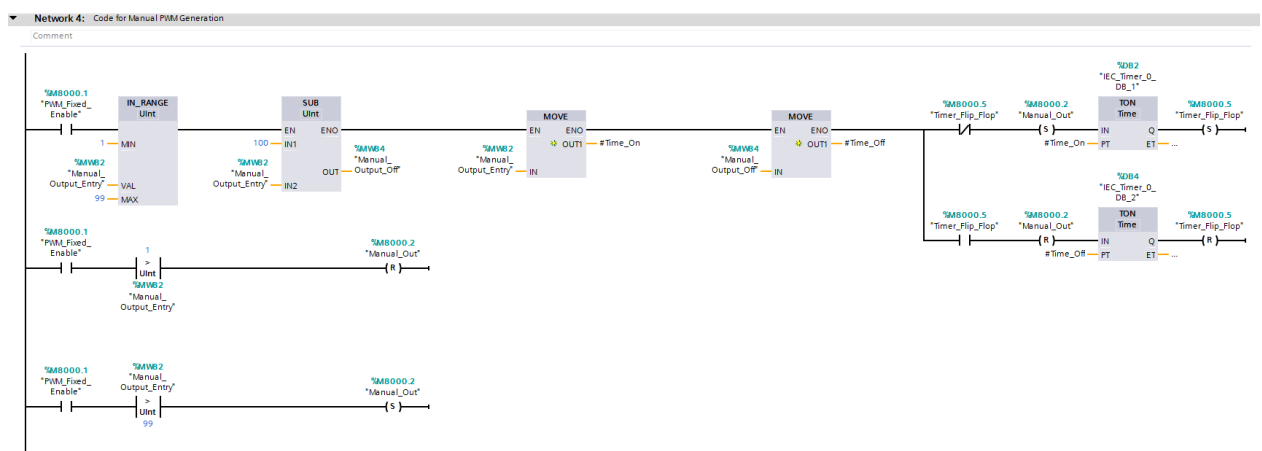 Network 4: Code for Manual PWM Generation
Comment
%M8000.1
"PWM_Fixed_
Enable"
IN_RANGE
UInt
1
MIN
%MW82
"Manual_
Output_Entry"
VAL
99
MAX
SUB
UInt
EN
ENO
100
IN1
%MW82
"Manual_
Output_Entry"
IN2
OUT
%MW84
"Manual_
Output_Off"
MOVE
EN
ENO
OUT1
#Time_On
%MW82
"Manual_
Output_Entry"
IN
MOVE
EN
ENO
OUT1
#Time_Off
%MW84
"Manual_
Output_Off"
IN
%M8000.5
"Timer_Flip_Flop"
%M8000.2
"Manual_Out"
S
%DB2
"IEC_Timer_0_
DB_1"
TON
Time
IN
Q
#Time_On
PT
ET
...
%M8000.5
"Timer_Flip_Flop"
S
%M8000.5
"Timer_Flip_Flop"
%M8000.2
"Manual_Out"
R
%DB4
"IEC_Timer_0_
DB_2"
TON
Time
IN
Q
#Time_Off
PT
ET
...
%M8000.5
"Timer_Flip_Flop"
R
%M8000.1
"PWM_Fixed_
Enable"
1
>
UInt
%MW82
"Manual_
Output_Entry"
%M8000.2
"Manual_Out"
R
%M8000.1
"PWM_Fixed_
Enable"
%MW82
"Manual_
Output_Entry"
>
UInt
99
%M8000.2
"Manual_Out"
S